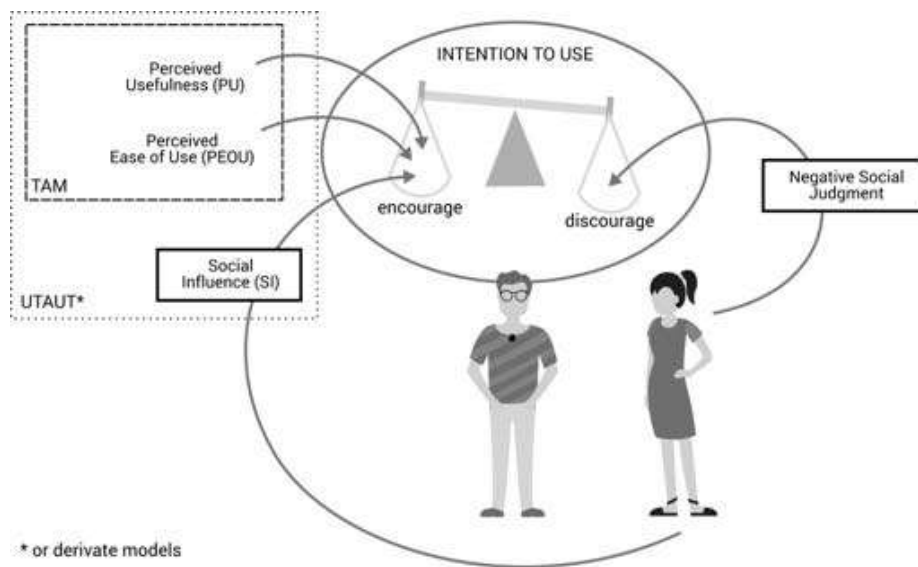 INTENTION TO USE
Perceived
Usefulness (PU)
Perceived
Ease of Use (PEOU)
TAM
encourage
discourage
Negative Social
Judgment
Social
Influence (SI)
UTAUT*
* or derivate models